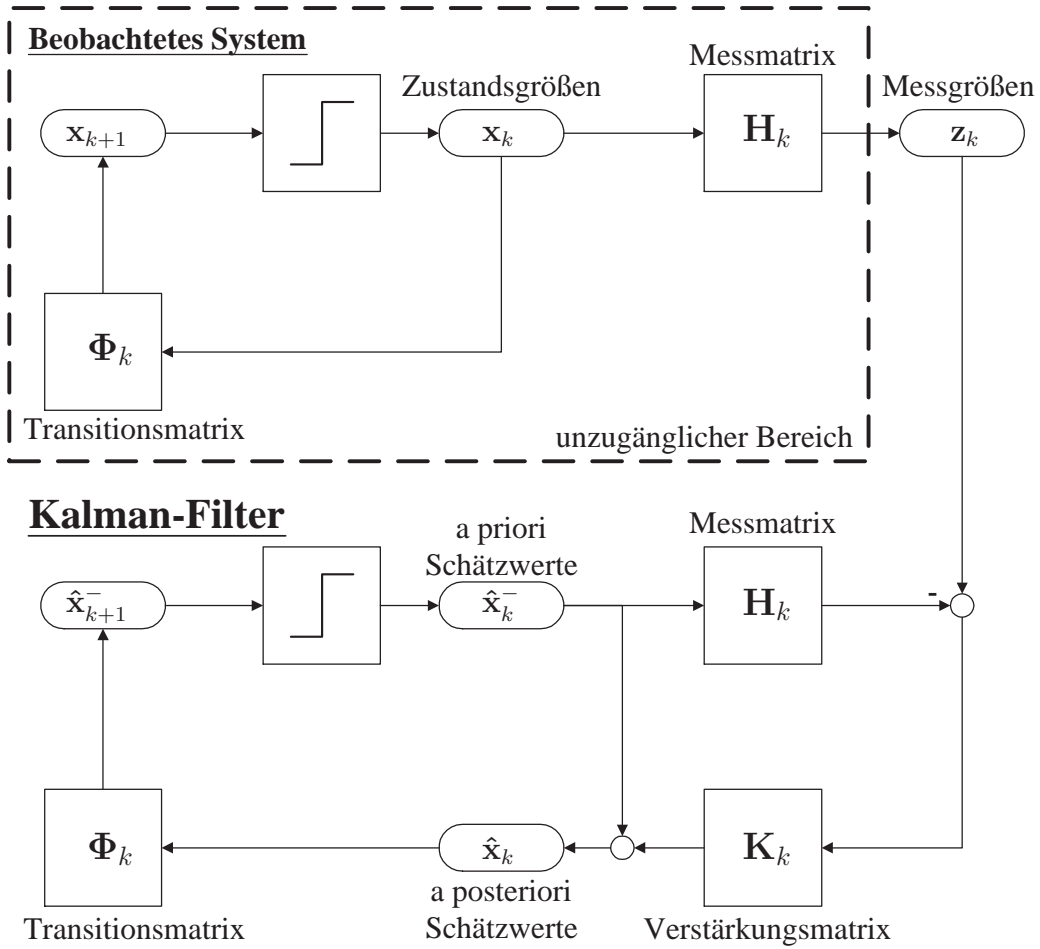 Beobachtetes System
Zustandsgrößen
Messmatrix
Messgrößen
x_{k+1}
x_k
H_k
z_k
Φ_k
Transitionsmatrix
unzugänglicher Bereich
Kalman-Filter
a priori
Schätzwerte
Messmatrix
x̂⁻_{k+1}
x̂⁻_k
H_k
-
Φ_k
x̂_k
K_k
Transitionsmatrix
a posteriori
Schätzwerte
Verstärkungsmatrix